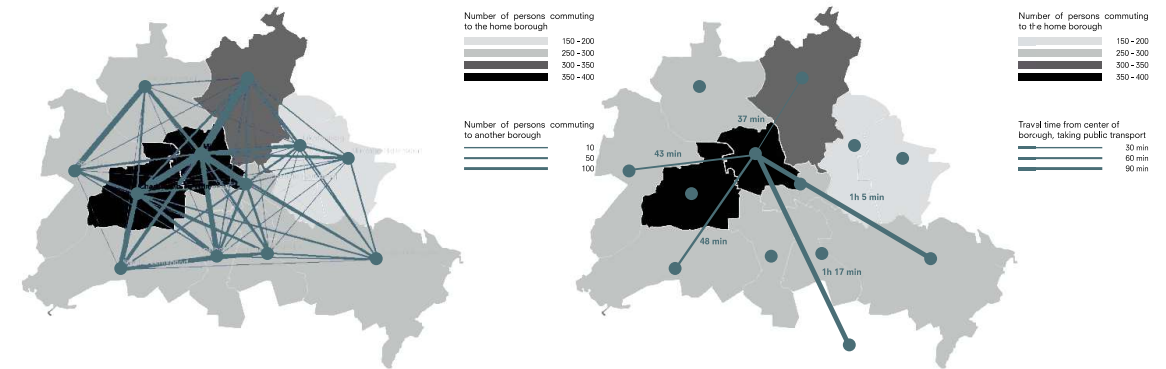 Number of persons commuting
to the home borough
150-200
250-300
300-350
350-400
Number of persons commuting
to another borough
10
50
100
Number of persons commuting
to the home borough
150-200
250-300
300-350
350-400
Travel time from center of
borough, taking public transport
30 min
60 min
90 min
37 min
43 min
1h 5 min
48 min
1h 17 min